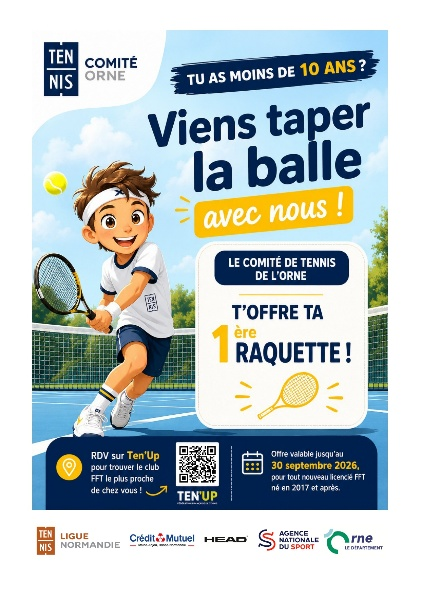 TEN
NIS
COMITÉ
ORNE
TU AS MOINS DE 10 ANS ?
Viens taper
la balle
avec nous !
LE COMITÉ DE TENNIS
DE L'ORNE
T'OFFRE TA
1ère
RAQUETTE !
RDV sur Ten'Up
pour trouver le club
FFT le plus proche
de chez vous !
TEN'UP
Offre valable jusqu'au
30 septembre 2026,
pour tout nouveau licencié FFT
né en 2017 et après.
TEN
NIS
LIGUE
NORMANDIE
Crédit Mutuel
HEAD
AGENCE
NATIONALE
DU SPORT
Orne
LE DÉPARTEMENT